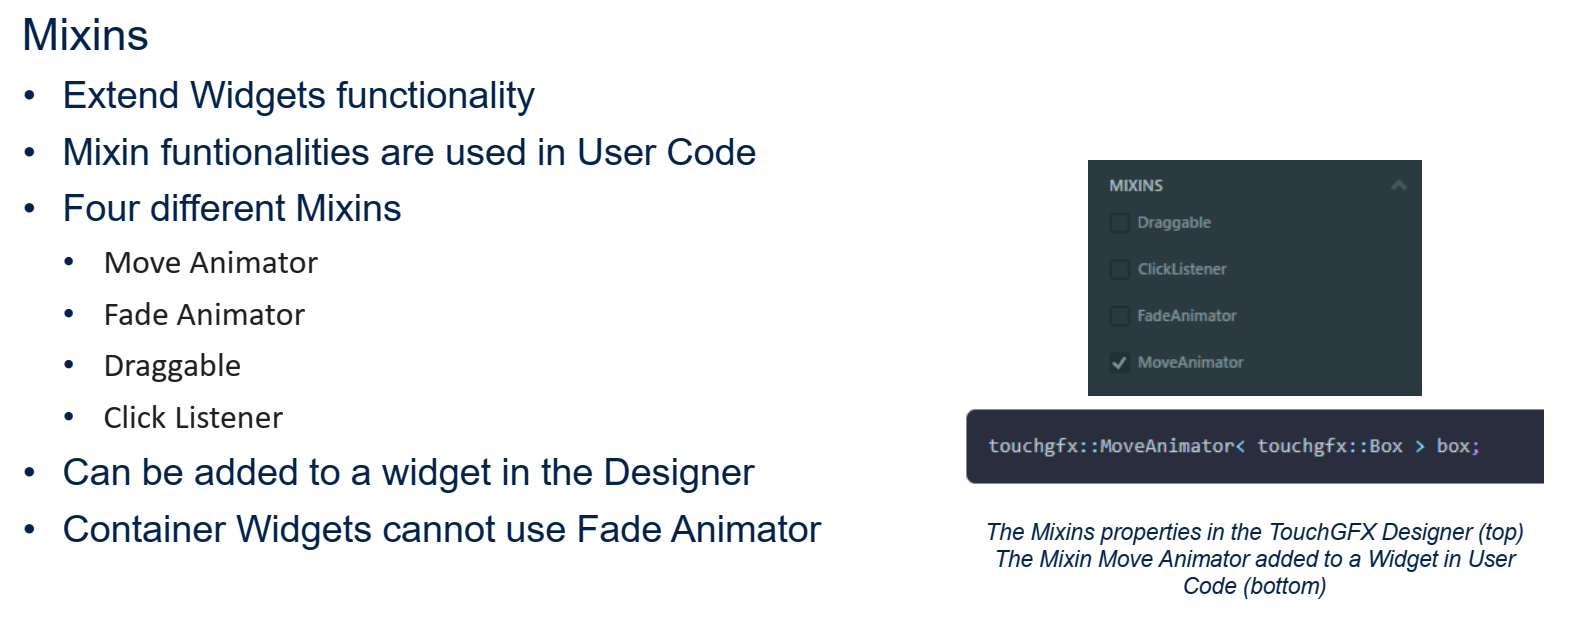 Mixins
• Extend Widgets functionality
• Mixin funtionalities are used in User Code
• Four different Mixins
• Move Animator
• Fade Animator
• Draggable
• Click Listener
• Can be added to a widget in the Designer
• Container Widgets cannot use Fade Animator
MIXINS
Draggable
ClickListener
FadeAnimator
MoveAnimator
touchgfx::MoveAnimator< touchgfx::Box > box;
The Mixins properties in the TouchGFX Designer (top)
The Mixin Move Animator added to a Widget in User
Code (bottom)